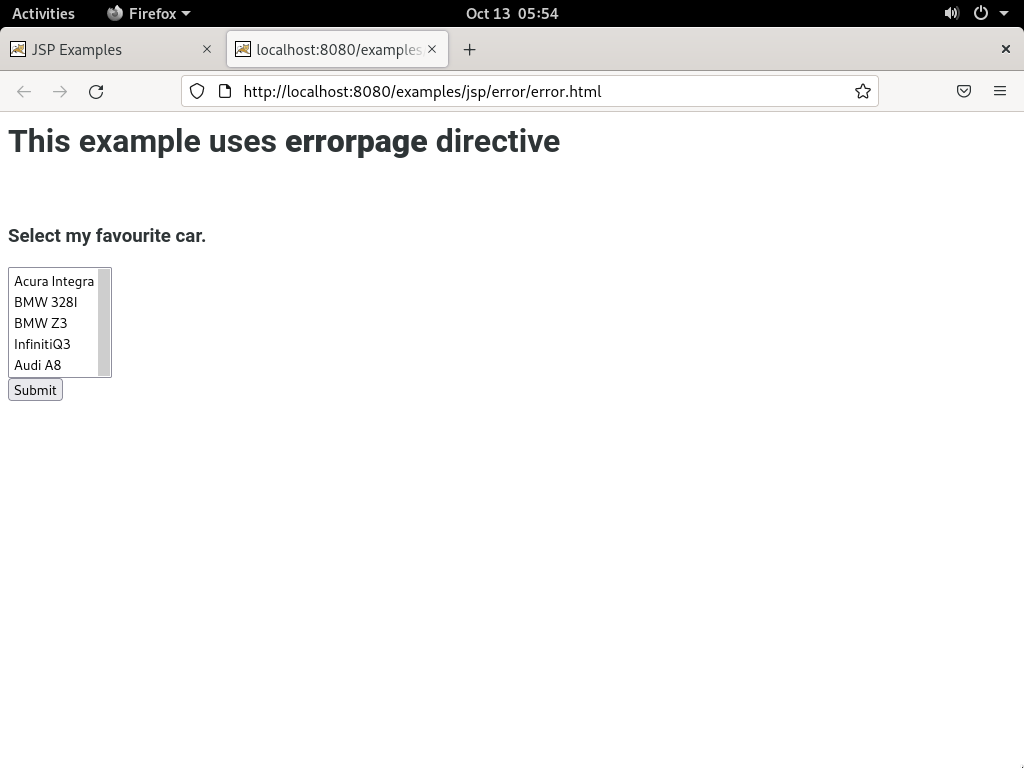 Activities Firefox Oct 13 05:54
JSP Examples localhost:8080/examples
http://localhost:8080/examples/jsp/error/error.html
This example uses errorpage directive
Select my favourite car.
Acura Integra
BMW 328I
BMW Z3
InfinitiQ3
Audi A8
Submit